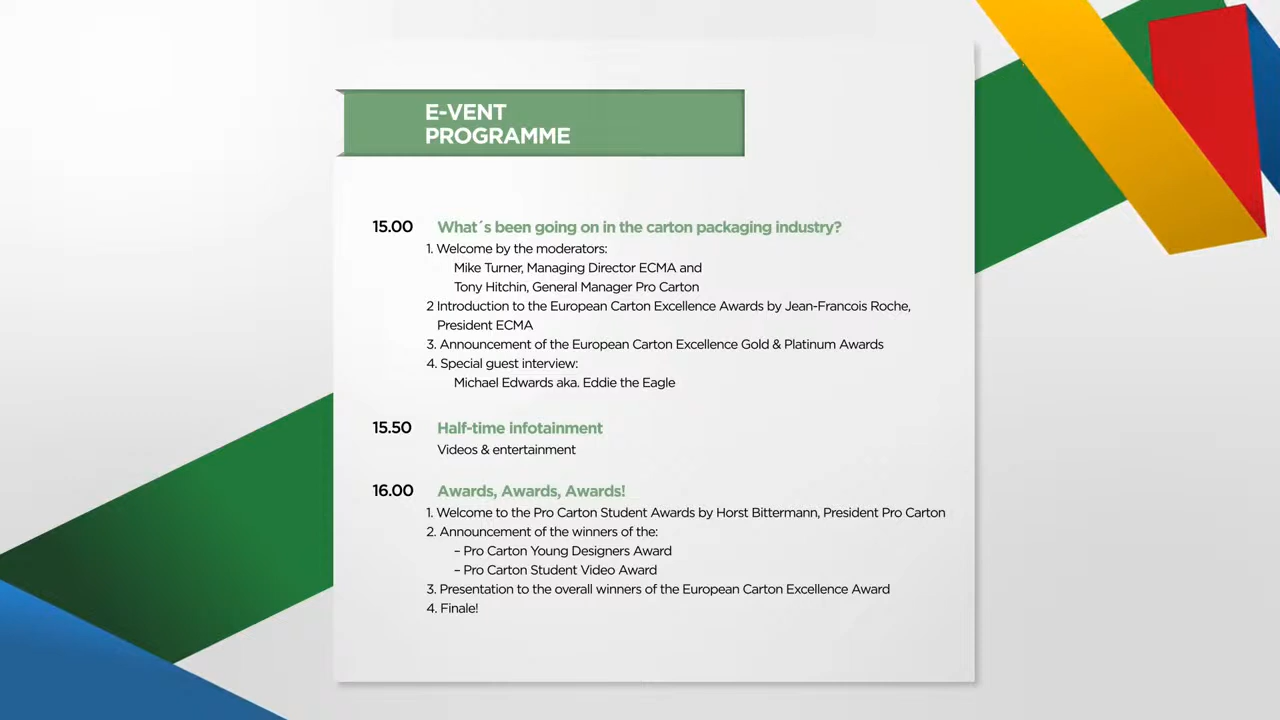 E-VENT
PROGRAMME
15.00 What´s been going on in the carton packaging industry?
1. Welcome by the moderators:
Mike Turner, Managing Director ECMA and
Tony Hitchin, General Manager Pro Carton
2 Introduction to the European Carton Excellence Awards by Jean-Francois Roche,
President ECMA
3. Announcement of the European Carton Excellence Gold & Platinum Awards
4. Special guest interview:
Michael Edwards aka. Eddie the Eagle
15.50 Half-time infotainment
Videos & entertainment
16.00 Awards, Awards, Awards!
1. Welcome to the Pro Carton Student Awards by Horst Bittermann, President Pro Carton
2. Announcement of the winners of the:
– Pro Carton Young Designers Award
– Pro Carton Student Video Award
3. Presentation to the overall winners of the European Carton Excellence Award
4. Finale!